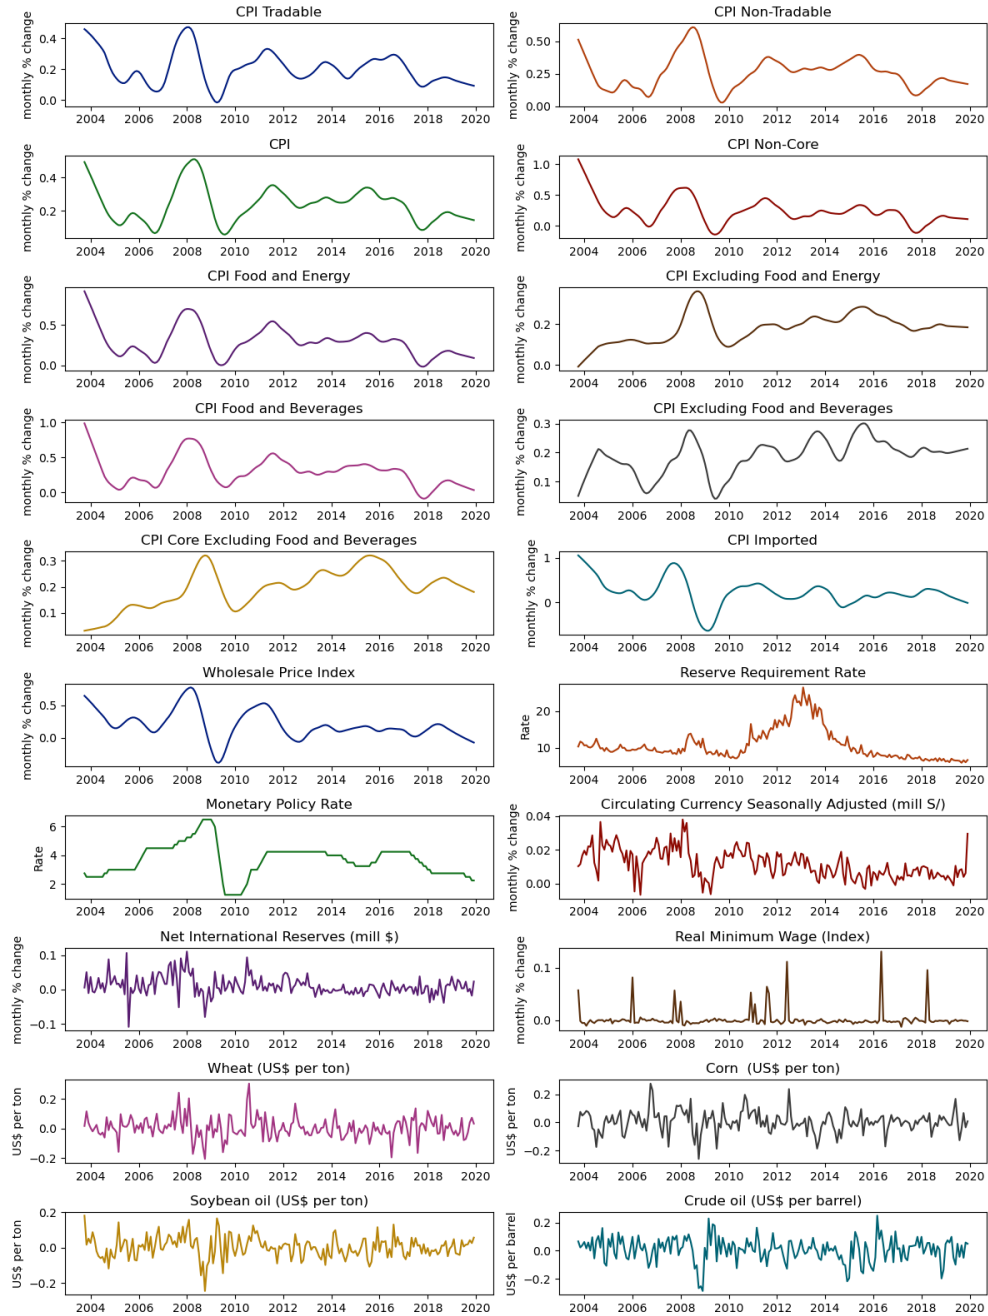 CPI Tradable
monthly % change
0.4
0.2
0.0
2004 2006 2008 2010 2012 2014 2016 2018 2020
CPI Non-Tradable
monthly % change
0.50
0.25
0.00
2004 2006 2008 2010 2012 2014 2016 2018 2020
CPI
monthly % change
0.4
0.2
2004 2006 2008 2010 2012 2014 2016 2018 2020
CPI Non-Core
monthly % change
1.0
0.5
0.0
2004 2006 2008 2010 2012 2014 2016 2018 2020
CPI Food and Energy
monthly % change
0.5
0.0
2004 2006 2008 2010 2012 2014 2016 2018 2020
CPI Excluding Food and Energy
monthly % change
0.2
0.0
2004 2006 2008 2010 2012 2014 2016 2018 2020
CPI Food and Beverages
monthly % change
1.0
0.5
0.0
2004 2006 2008 2010 2012 2014 2016 2018 2020
CPI Excluding Food and Beverages
monthly % change
0.3
0.2
0.1
2004 2006 2008 2010 2012 2014 2016 2018 2020
CPI Core Excluding Food and Beverages
monthly % change
0.3
0.2
0.1
2004 2006 2008 2010 2012 2014 2016 2018 2020
CPI Imported
monthly % change
1
0
2004 2006 2008 2010 2012 2014 2016 2018 2020
Wholesale Price Index
monthly % change
0.5
0.0
2004 2006 2008 2010 2012 2014 2016 2018 2020
Reserve Requirement Rate
Rate
20
10
2004 2006 2008 2010 2012 2014 2016 2018 2020
Monetary Policy Rate
Rate
6
4
2
2004 2006 2008 2010 2012 2014 2016 2018 2020
Circulating Currency Seasonally Adjusted (mill S/)
monthly % change
0.04
0.02
0.00
2004 2006 2008 2010 2012 2014 2016 2018 2020
Net International Reserves (mill $)
monthly % change
0.1
0.0
−0.1
2004 2006 2008 2010 2012 2014 2016 2018 2020
Real Minimum Wage (Index)
monthly % change
0.1
0.0
2004 2006 2008 2010 2012 2014 2016 2018 2020
Wheat (US$ per ton)
US$ per ton
0.2
0.0
−0.2
2004 2006 2008 2010 2012 2014 2016 2018 2020
Corn (US$ per ton)
US$ per ton
0.2
0.0
−0.2
2004 2006 2008 2010 2012 2014 2016 2018 2020
Soybean oil (US$ per ton)
US$ per ton
0.2
0.0
−0.2
2004 2006 2008 2010 2012 2014 2016 2018 2020
Crude oil (US$ per barrel)
US$ per barrel
0.2
0.0
−0.2
2004 2006 2008 2010 2012 2014 2016 2018 2020